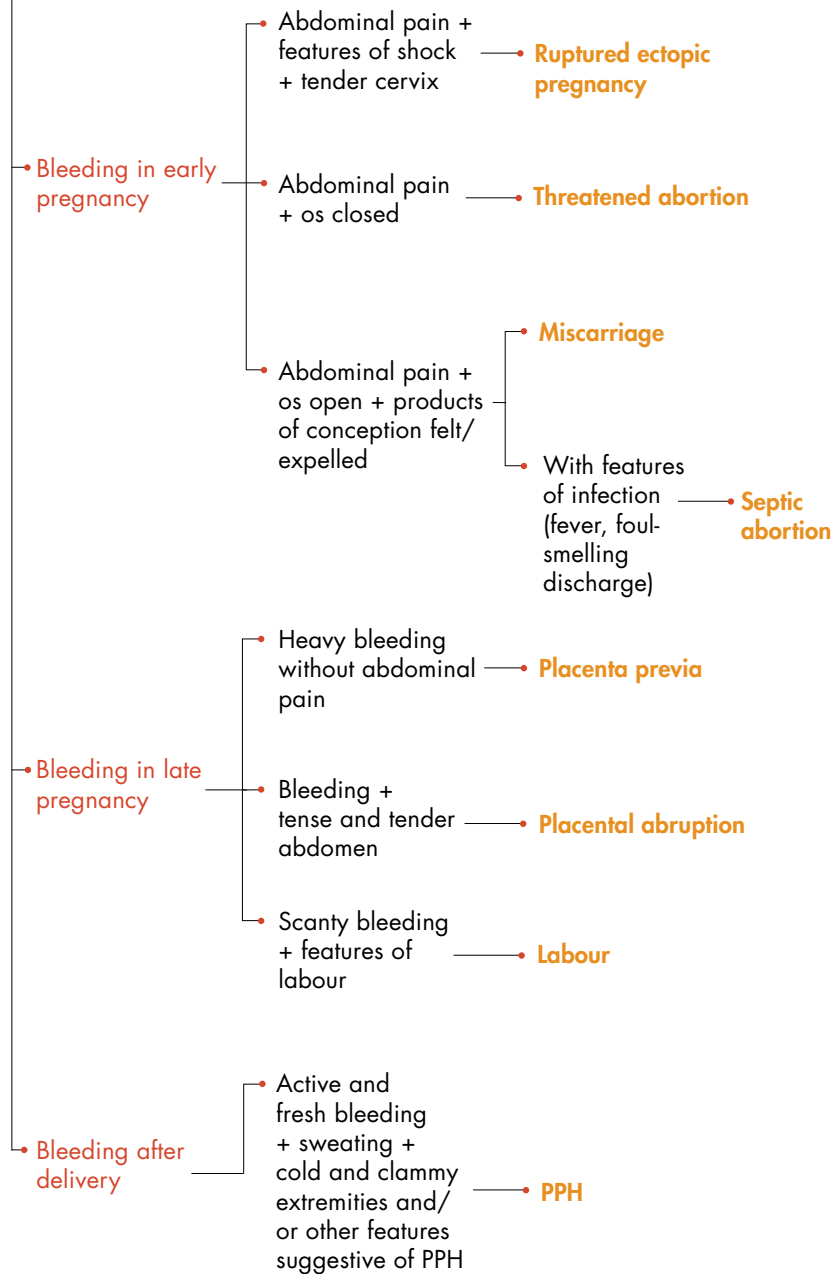 Bleeding in early
pregnancy
Abdominal pain +
features of shock
+ tender cervix
Ruptured ectopic
pregnancy
Abdominal pain
+ os closed
Threatened abortion
Abdominal pain +
os open + products
of conception felt/
expelled
Miscarriage
With features
of infection
(fever, foul-
smelling
discharge)
Septic
abortion
Bleeding in late
pregnancy
Heavy bleeding
without abdominal
pain
Placenta previa
Bleeding +
tense and tender
abdomen
Placental abruption
Scanty bleeding
+ features of
labour
Labour
Bleeding after
delivery
Active and
fresh bleeding
+ sweating +
cold and clammy
extremities and/
or other features
suggestive of PPH
PPH